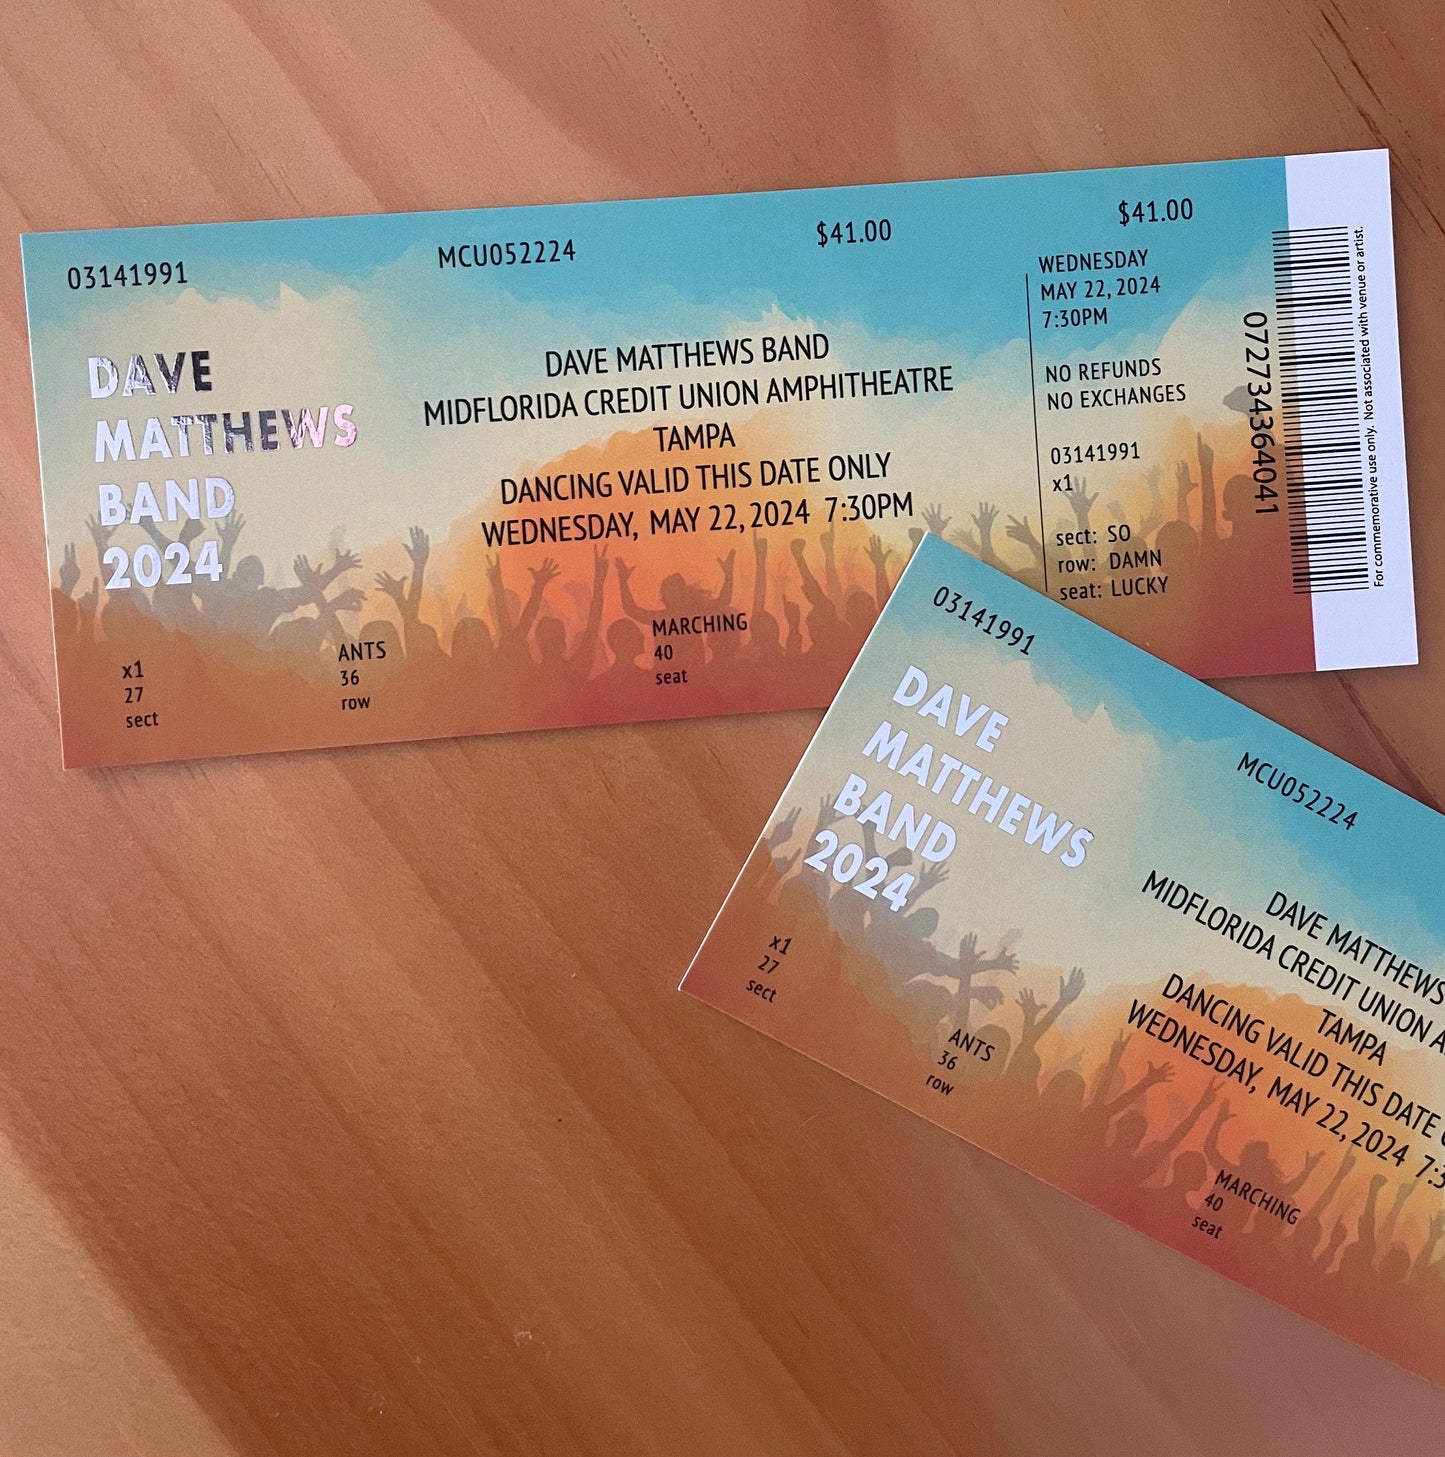 03141991
MCU052224
$41.00
$41.00
DAVE
MATTHEWS
BAND
2024
DAVE MATTHEWS BAND
MIDFLORIDA CREDIT UNION AMPHITHEATRE
TAMPA
DANCING VALID THIS DATE ONLY
WEDNESDAY, MAY 22, 2024 7:30PM
x1
27
sect
ANTS
36
row
MARCHING
40
seat
WEDNESDAY
MAY 22, 2024
7:30PM
NO REFUNDS
NO EXCHANGES
03141991
x1
sect: SO
row: DAMN
seat: LUCKY
0727343664041
For commemorative use only. Not associated with venue or artist.
03141991
MCU052224
DAVE
MATTHEWS
BAND
2024
DAVE MATTHEWS
MIDFLORIDA CREDIT UNION A
TAMPA
DANCING VALID THIS DATE
WEDNESDAY, MAY 22, 2024 7:3
x1
27
sect
ANTS
36
row
MARCHING
40
seat